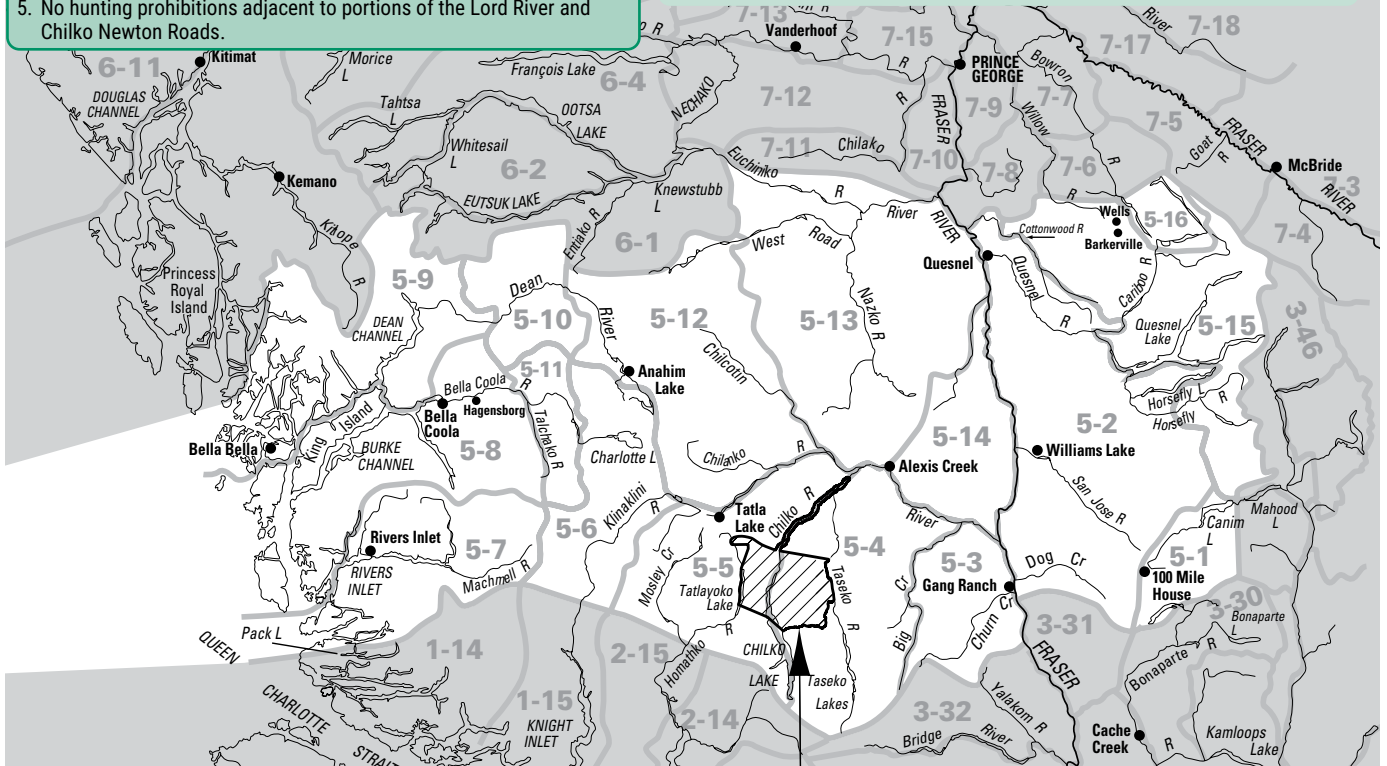 5. No hunting prohibitions adjacent to portions of the Lord River and
Chilko Newton Roads.
7-13
R
Vanderhoof
7-15
River
7-18
7-17
6-11
Kitimat
Morice
L
François Lake
6-4
R
PRINCE
GEORGE
Bowron
DOUGLAS
CHANNEL
Tahtsa
L
OOTSA
LAKE
NECHAKO
7-12
R
FRASER
7-9
7-7
Willow
7-5
FRASER
Whitesail
L
6-2
7-11
Chilako
7-10
7-8
7-6
R
Goat
R
McBride
Kemano
Euchiniko
R
EUTSUK LAKE
Knewstubb
L
River
RIVER
R
Wells
5-16
7-3
RIVER
Entiako R
6-1
West
Road
Cottonwood R
Barkerville
7-4
Kitlope
R
Princess
Royal
Island
5-9
Quesnel
Quesnel
R
Cariboo R
DEAN
CHANNEL
Dean
River
5-10
5-12
5-13
Nazko R
Quesnel
Lake
5-15
3-46
Chilcotin
5-11
Anahim
Lake
Bella Coola
R
Bella
Coola
Hagensborg
Horsefly L
R
Horsefly
King Island
Talchako R
5-14
5-2
Bella Bella
BURKE
CHANNEL
5-8
Charlotte L
Chilanko
R
Alexis Creek
Williams Lake
Klinaklini
R
Tatla
Lake
Chilko R
River
San Jose R
Mahood
L
Canim
L
Rivers Inlet
5-7
5-6
5-5
5-4
5-3
Dog Cr
5-1
RIVERS
INLET
Machmell R
Mosley Cr
Tatlayoko
Lake
Taseko
R
Big Cr
Gang Ranch
Churn Cr
100 Mile
House
3-30
Bonaparte
L
Pack L
QUEEN
1-14
2-15
Homathko
R
CHILKO
LAKE
3-31
FRASER
Bonaparte R
CHARLOTTE
STRAIT
1-15
KNIGHT
INLET
2-14
Taseko
Lakes
3-32
Yalakom R
Bridge
River
Cache
Creek
R
Kamloops
Lake